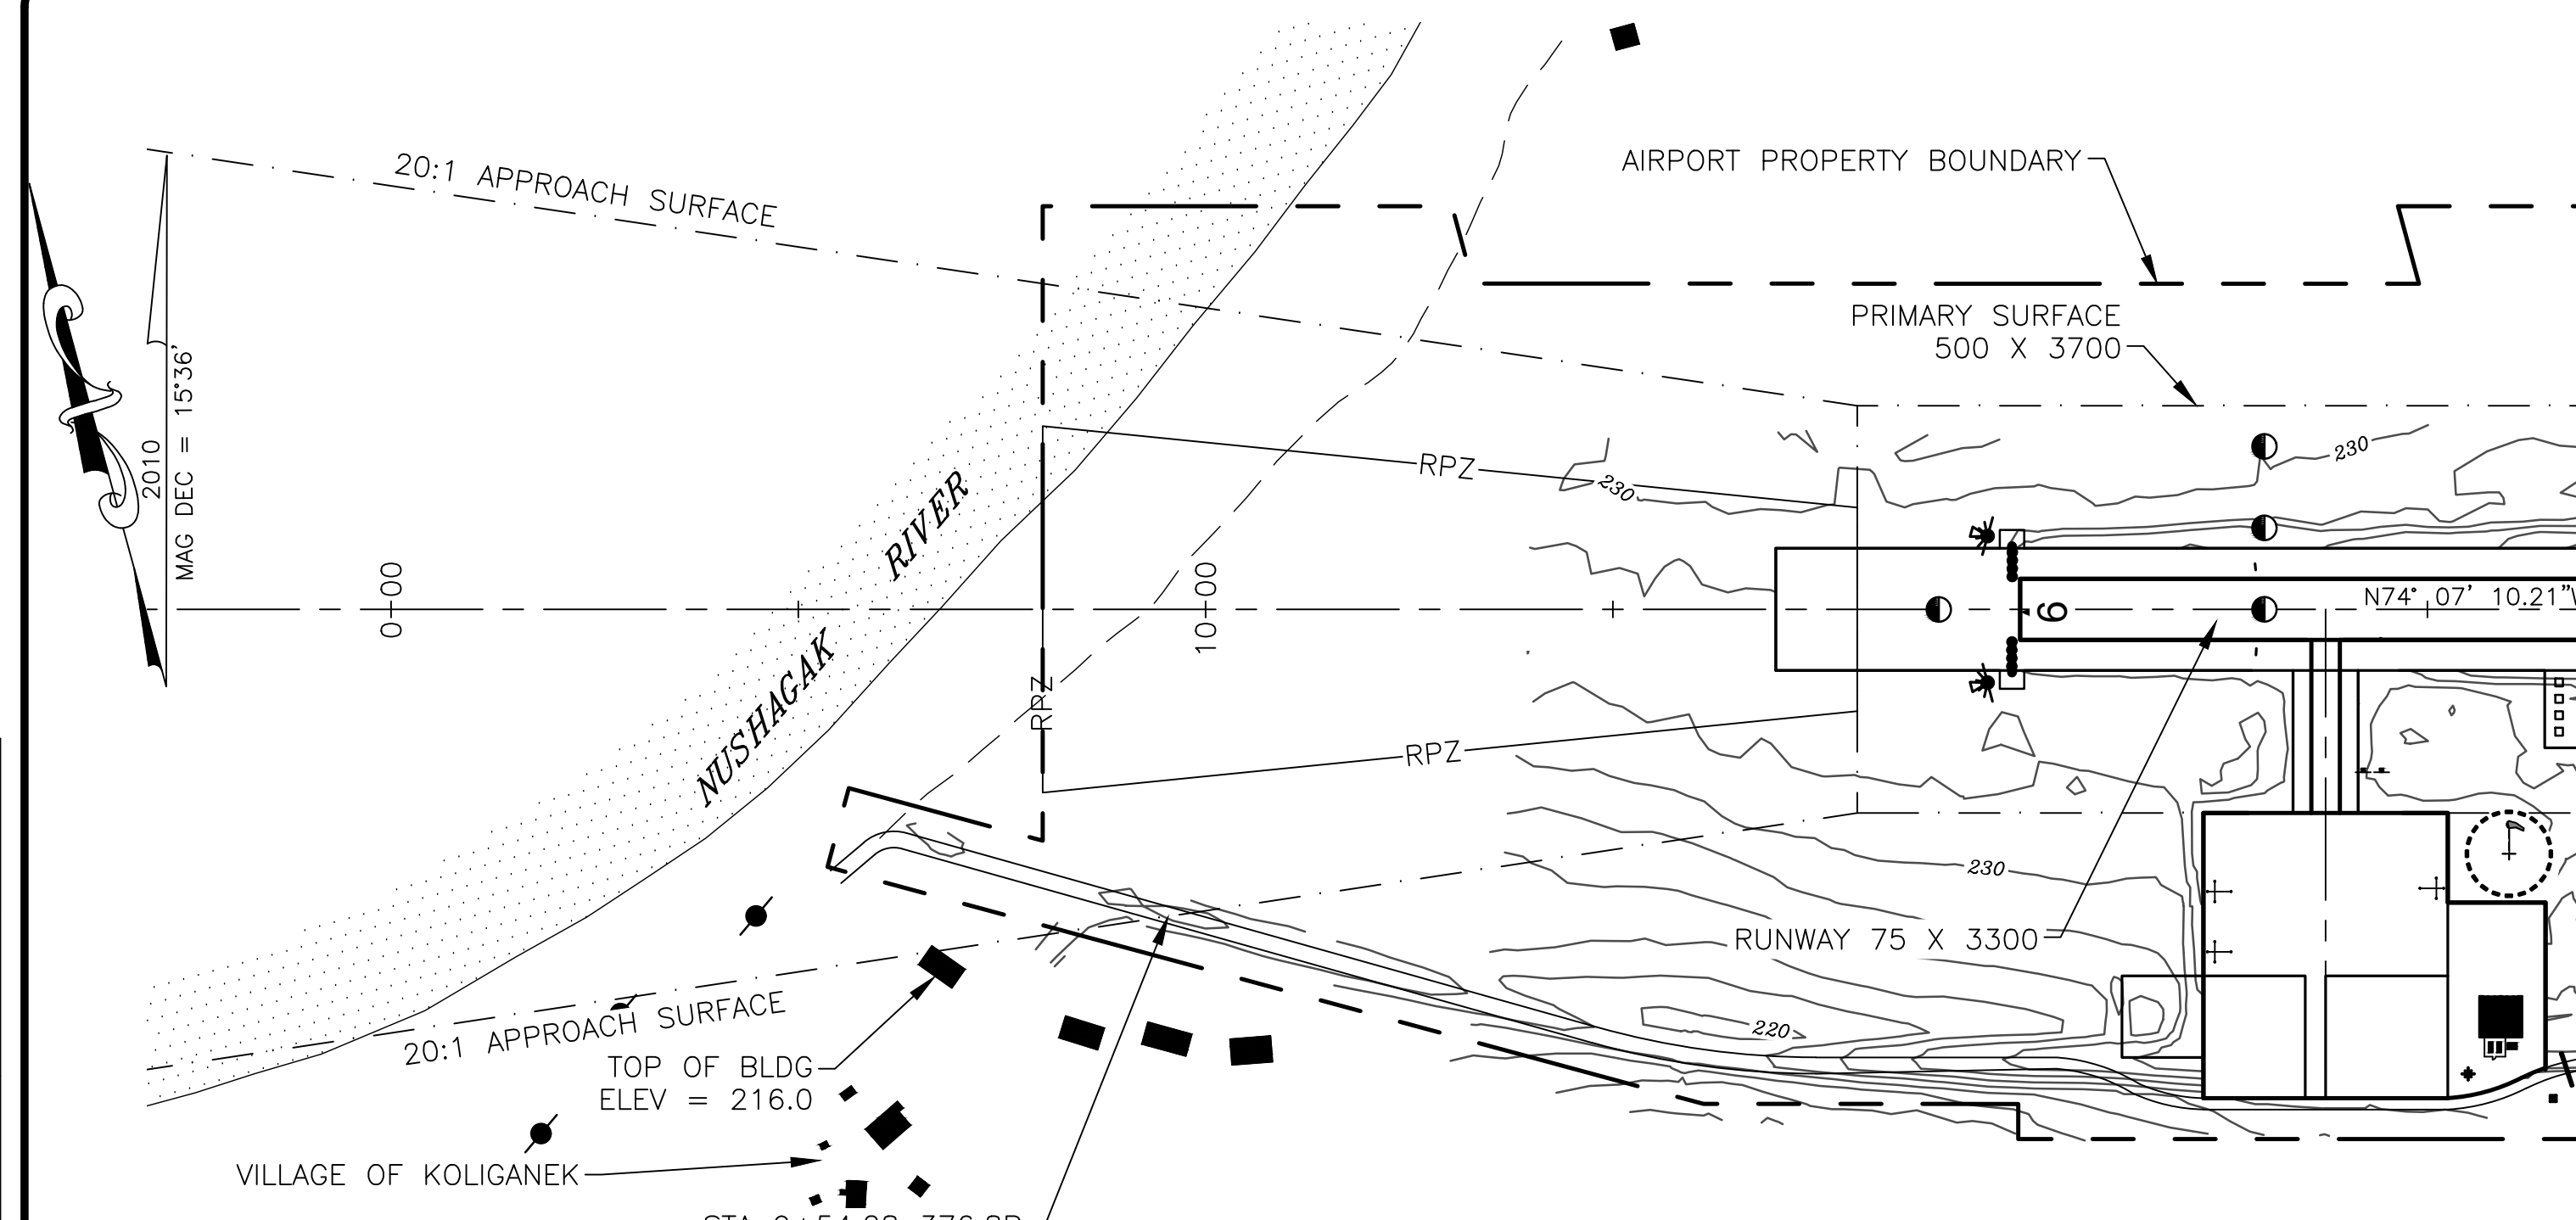 20:1 APPROACH SURFACE
AIRPORT PROPERTY BOUNDARY
PRIMARY SURFACE
500 X 3700
2010
MAG DEC = 15°36'
230
RPZ
230
NUSHAGAK RIVER
0+00
10+00
9
N74° 07' 10.21"W
RPZ
RPZ
230
RUNWAY 75 X 3300
220
20:1 APPROACH SURFACE
TOP OF BLDG
ELEV = 216.0
VILLAGE OF KOLIGANEK